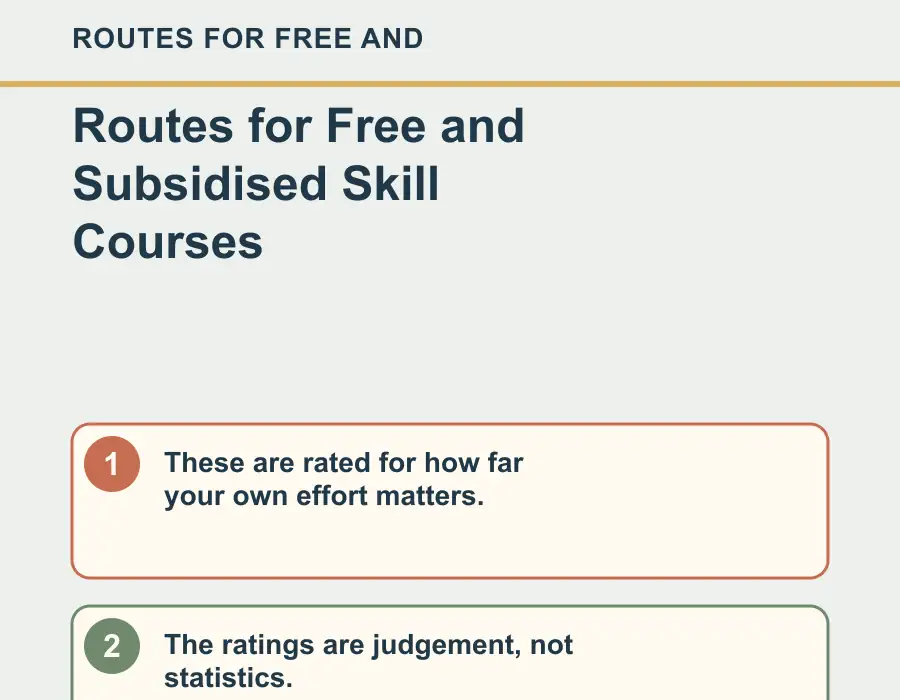 ROUTES FOR FREE AND
Routes for Free and
Subsidised Skill
Courses
1
These are rated for how far
your own effort matters.
2
The ratings are judgement, not
statistics.